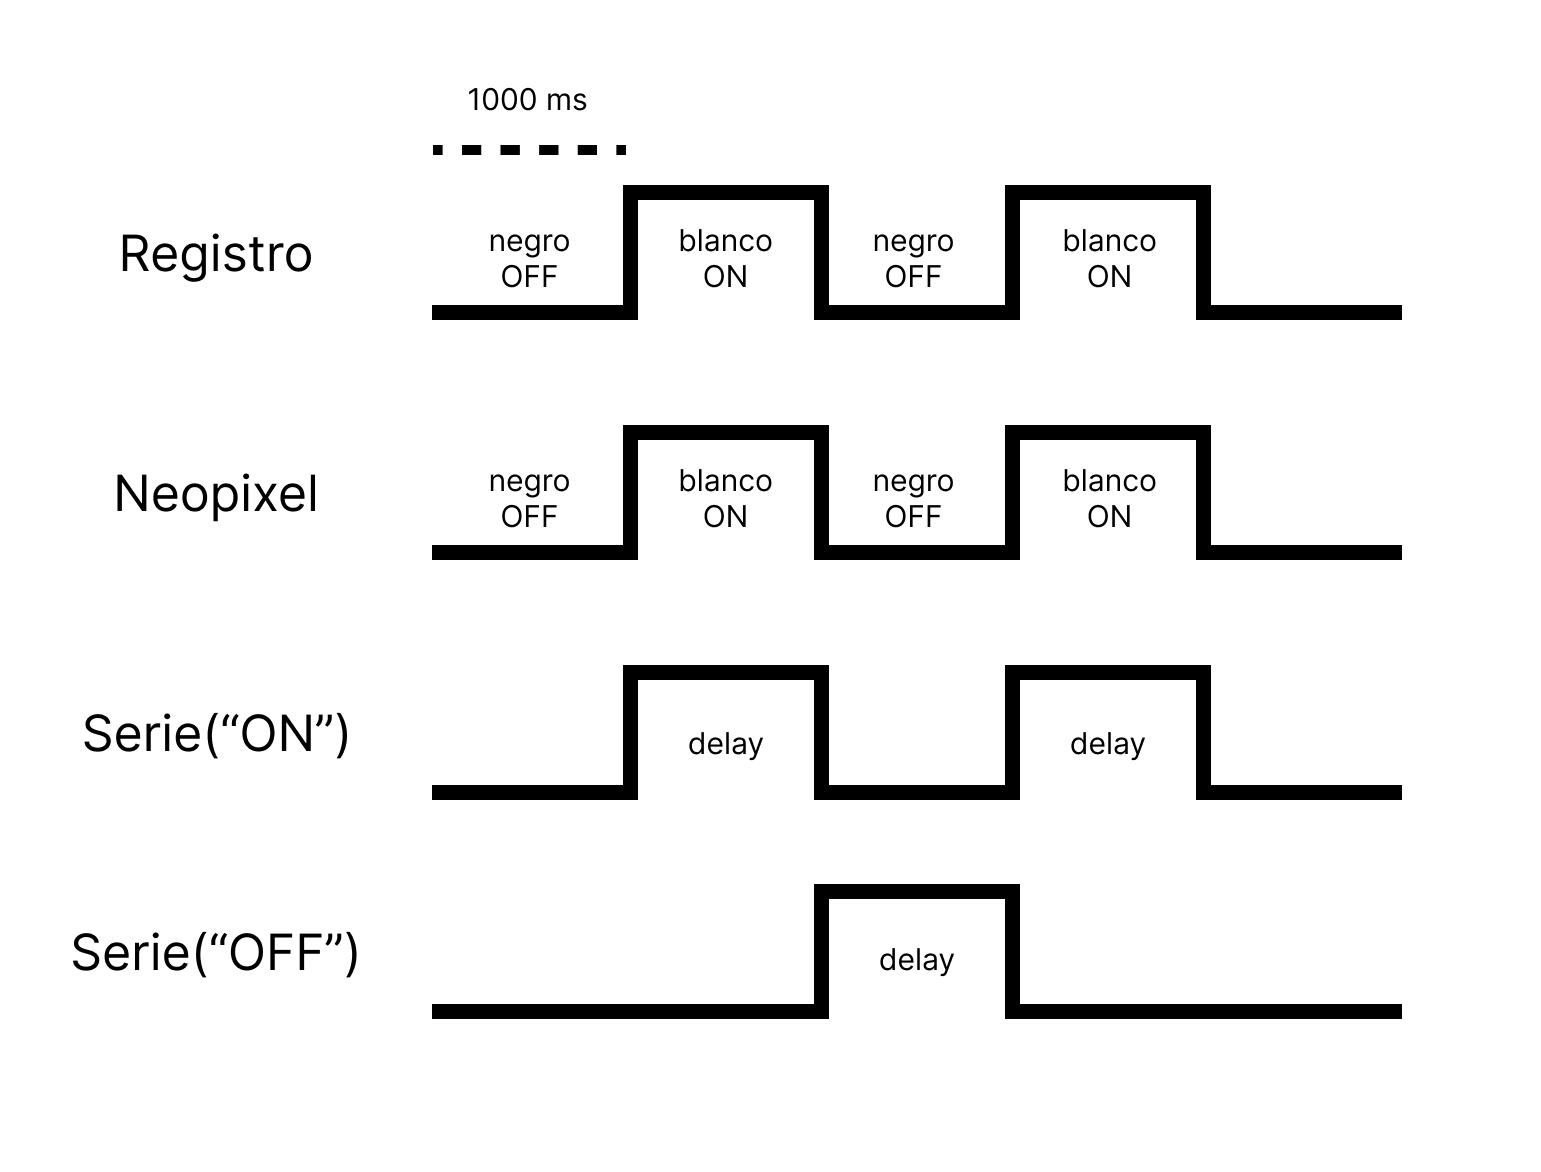 1000 ms
Registro
negro
OFF
blanco
ON
negro
OFF
blanco
ON
Neopixel
negro
OFF
blanco
ON
negro
OFF
blanco
ON
Serie(“ON”)
delay
delay
Serie(“OFF”)
delay